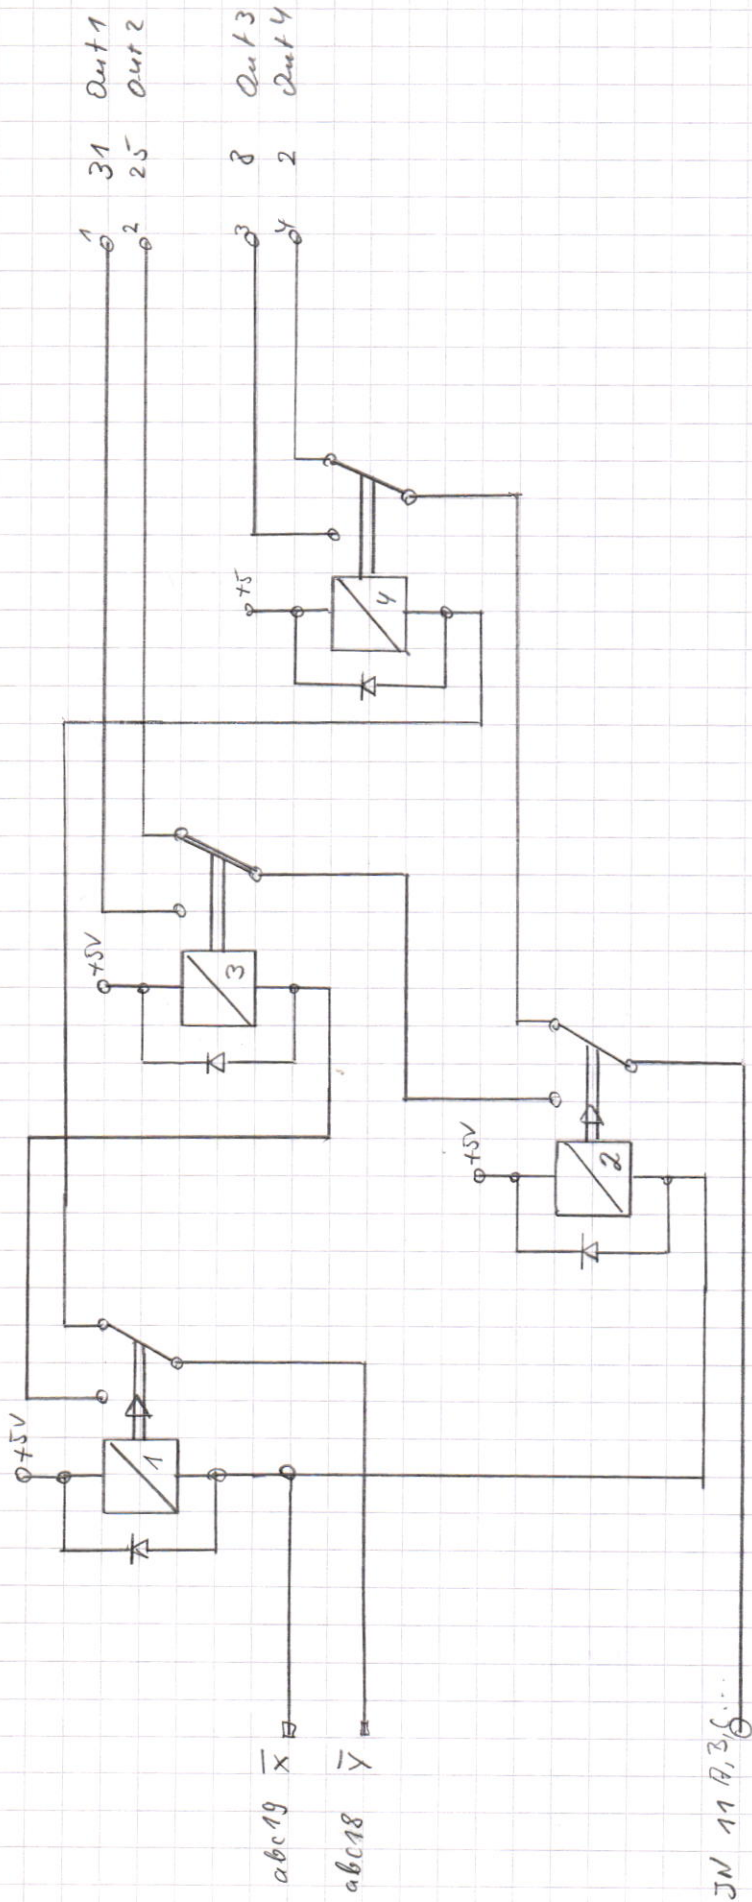 1 31 Out 1
2 25 Out 2
3 8 Out 3
4 2 Out 4
+5
4
+5V
3
+5V
2
+5V
1
abc19 X̅
abc18 Y̅
JN 11 A,B,C...